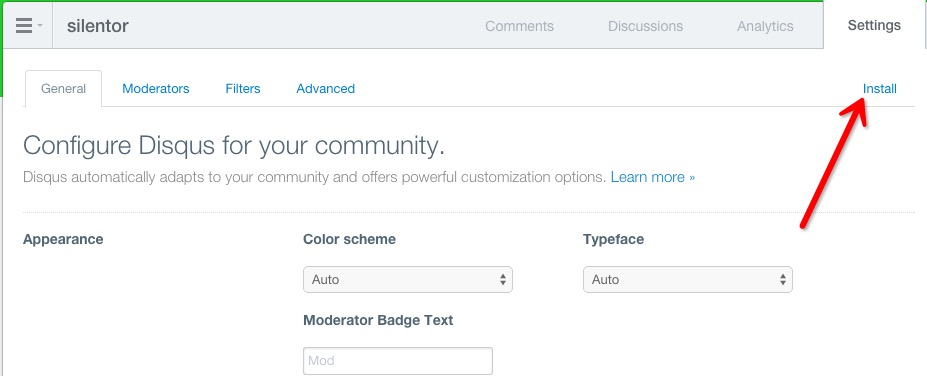 silentor Comments Discussions Analytics Settings
General Moderators Filters Advanced Install
Configure Disqus for your community.
Disqus automatically adapts to your community and offers powerful customization options. Learn more »
Appearance Color scheme Typeface
Auto Auto
Moderator Badge Text
Mod